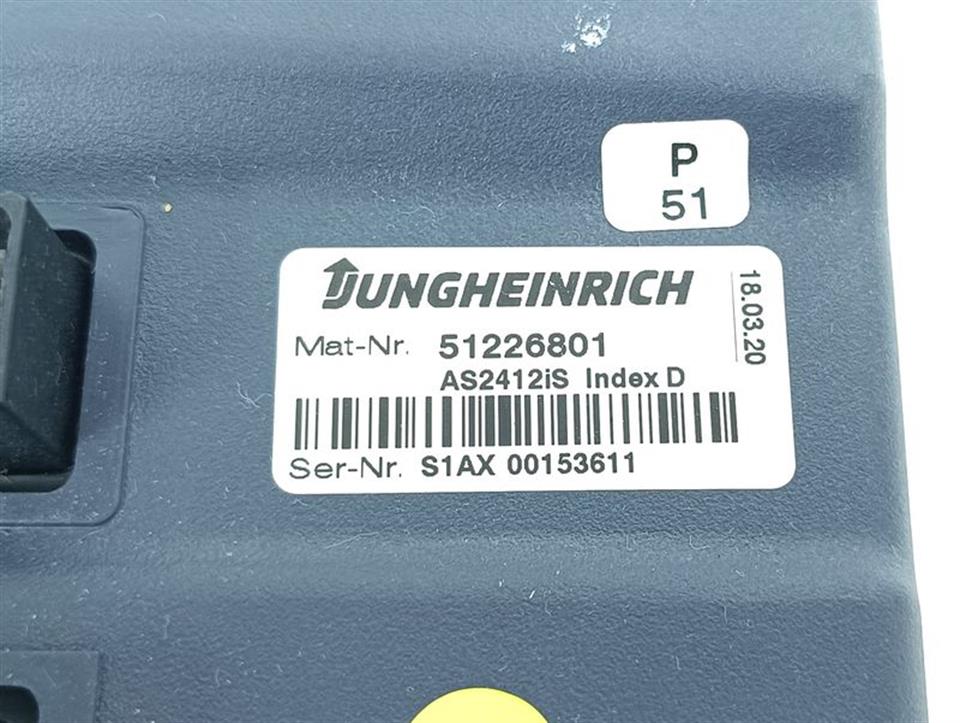 P
51
JUNGHEINRICH
18.03.20
Mat-Nr. 51226801
AS2412iS Index D
Ser-Nr. S1AX 00153611